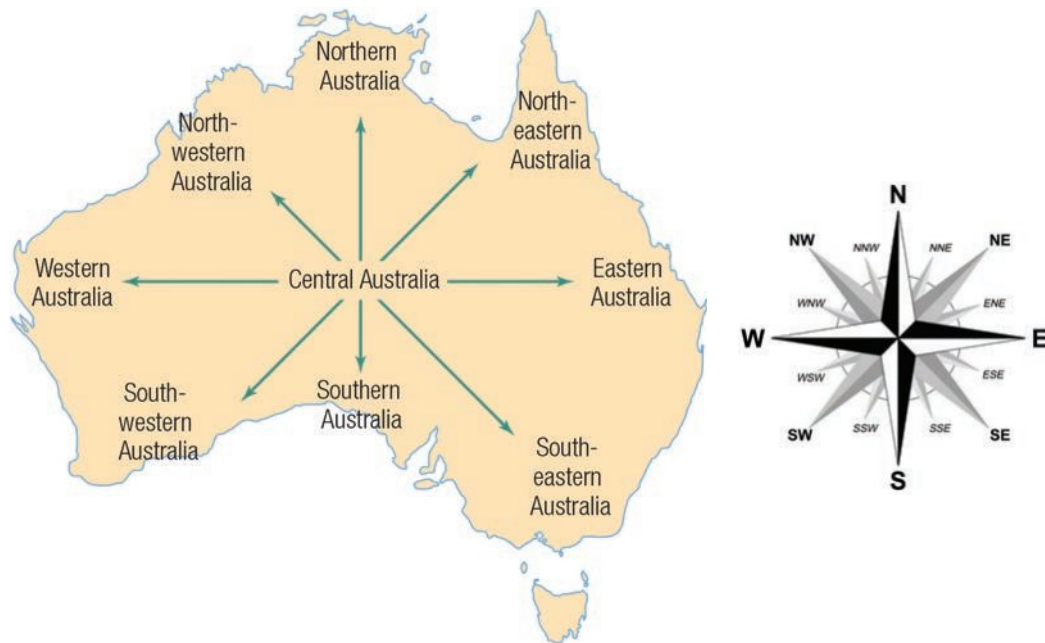 Northern
Australia
North-
eastern
Australia
North-
western
Australia
Western
Australia
Central Australia
Eastern
Australia
South-
western
Australia
Southern
Australia
South-
eastern
Australia
N
NNW
NNE
NW
NE
WNW
ENE
W
E
WSW
ESE
SW
SE
SSW
SSE
S